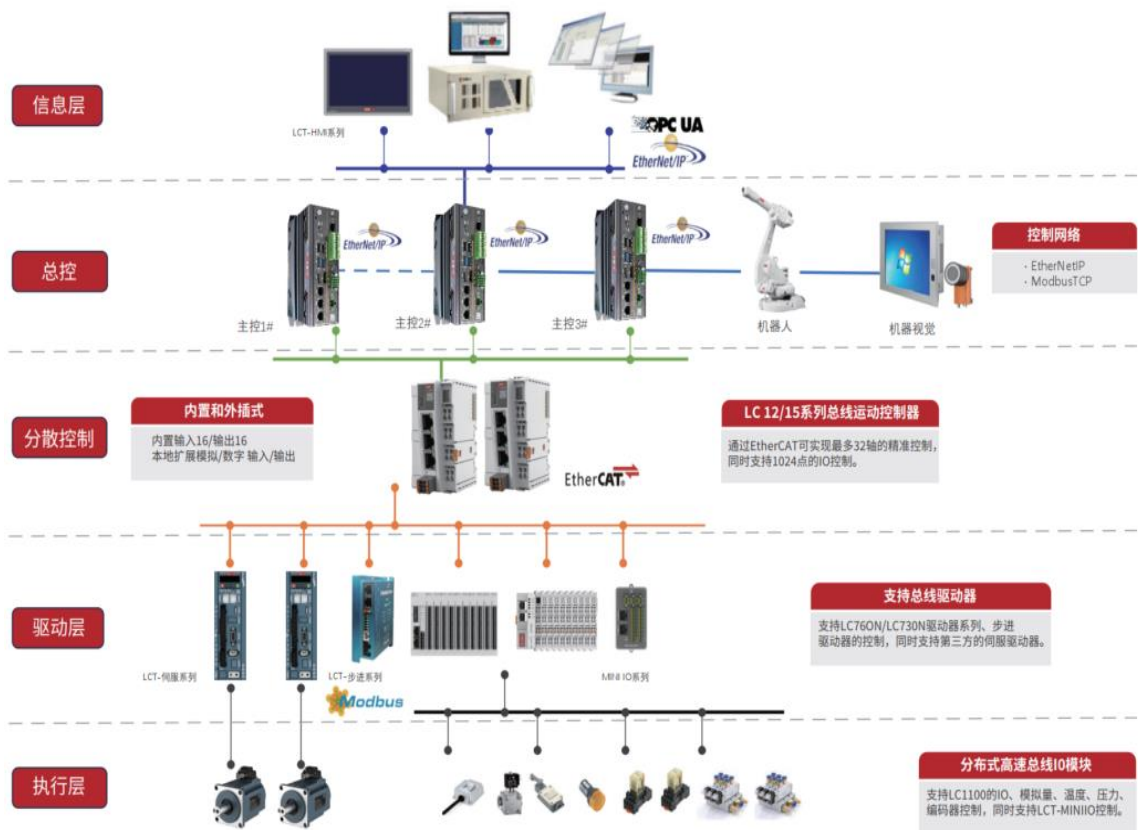 信息层
LCT-HMI系列
OPC UA
EtherNet/IP
总控
EtherNet/IP
EtherNet/IP
EtherNet/IP
控制网络
· EtherNetIP
· ModbusTCP
主控1#
主控2#
主控3#
机器人
机器视觉
分散控制
内置和外插式
内置输入16/输出16
本地扩展模拟/数字 输入/输出
EtherCAT
LC 12/15系列总线运动控制器
通过EtherCAT可实现最多32轴的精准控制，
同时支持1024点的IO控制。
驱动层
LCT-伺服系列
LCT-步进系列
MINI IO系列
支持总线驱动器
支持LC760N/LC730N驱动器系列、步进
驱动器的控制，同时支持第三方的伺服驱动器。
Modbus
执行层
分布式高速总线IO模块
支持LC1100的IO、模拟量、温度、压力、
编码器控制，同时支持LCT-MINIIO控制。